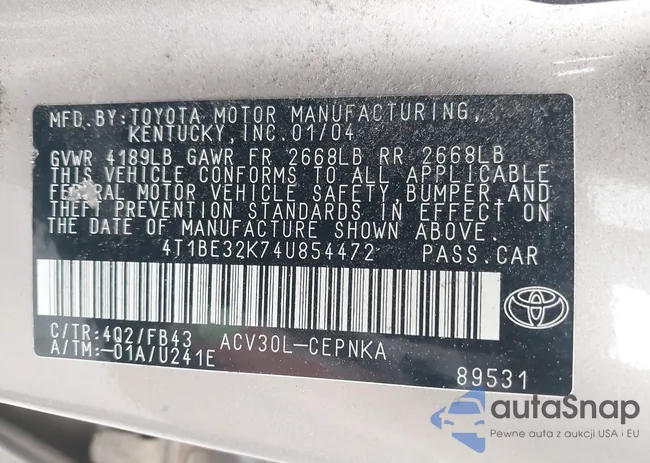 MFD.BY:TOYOTA MOTOR MANUFACTURING,
KENTUCKY,INC.01/04
GVWR 4189LB GAWR FR 2668LB RR 2668LB
THIS VEHICLE CONFORMS TO ALL APPLICABLE
FEDERAL MOTOR VEHICLE SAFETY,BUMPER,AND
THEFT PREVENTION STANDARDS IN EFFECT ON
THE DATE OF MANUFACTURE SHOWN ABOVE.
4T1BE32K74U854472 PASS.CAR
C/TR:4Q2/FB43 ACV30L-CEPNKA
A/TM:-01A/U241E
89531
autaSnap
Pewne auta z aukcji USA i EU